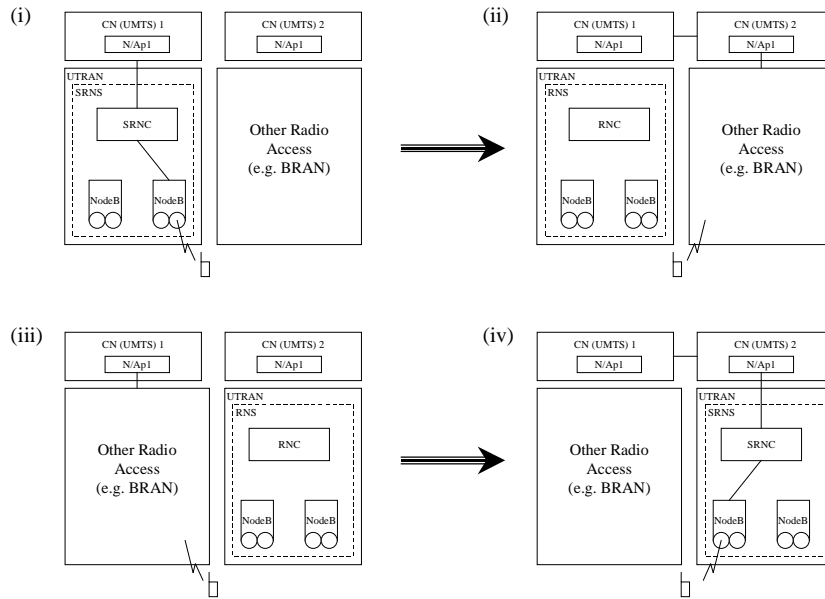 (i)
CN (UMTS) 1
N/Ap1
UTRAN
SRNS
SRNC
NodeB
NodeB
CN (UMTS) 2
N/Ap1
Other Radio
Access
(e.g. BRAN)
(ii)
CN (UMTS) 1
N/Ap1
UTRAN
RNS
RNC
NodeB
NodeB
CN (UMTS) 2
N/Ap1
Other Radio
Access
(e.g. BRAN)
(iii)
CN (UMTS) 1
N/Ap1
Other Radio
Access
(e.g. BRAN)
CN (UMTS) 2
N/Ap1
UTRAN
RNS
RNC
NodeB
NodeB
(iv)
CN (UMTS) 1
N/Ap1
Other Radio
Access
(e.g. BRAN)
CN (UMTS) 2
N/Ap1
UTRAN
SRNS
SRNC
NodeB
NodeB